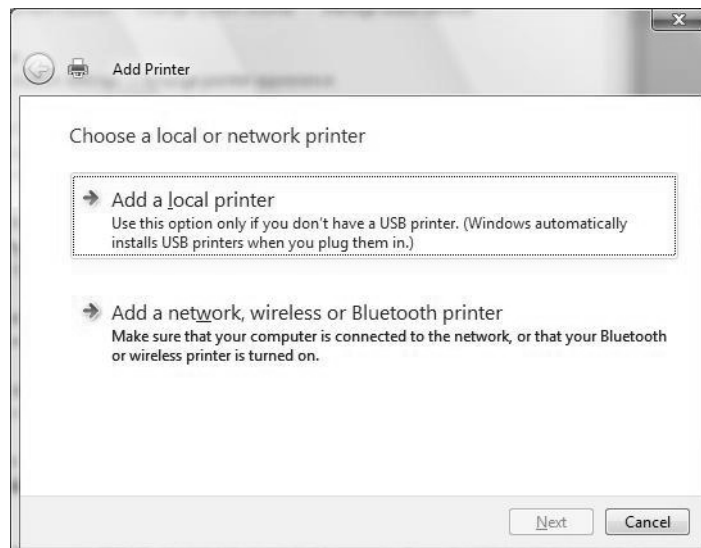 Add Printer
Choose a local or network printer
Add a local printer
Use this option only if you don't have a USB printer. (Windows automatically
installs USB printers when you plug them in.)
Add a network, wireless or Bluetooth printer
Make sure that your computer is connected to the network, or that your Bluetooth
or wireless printer is turned on.
Next
Cancel